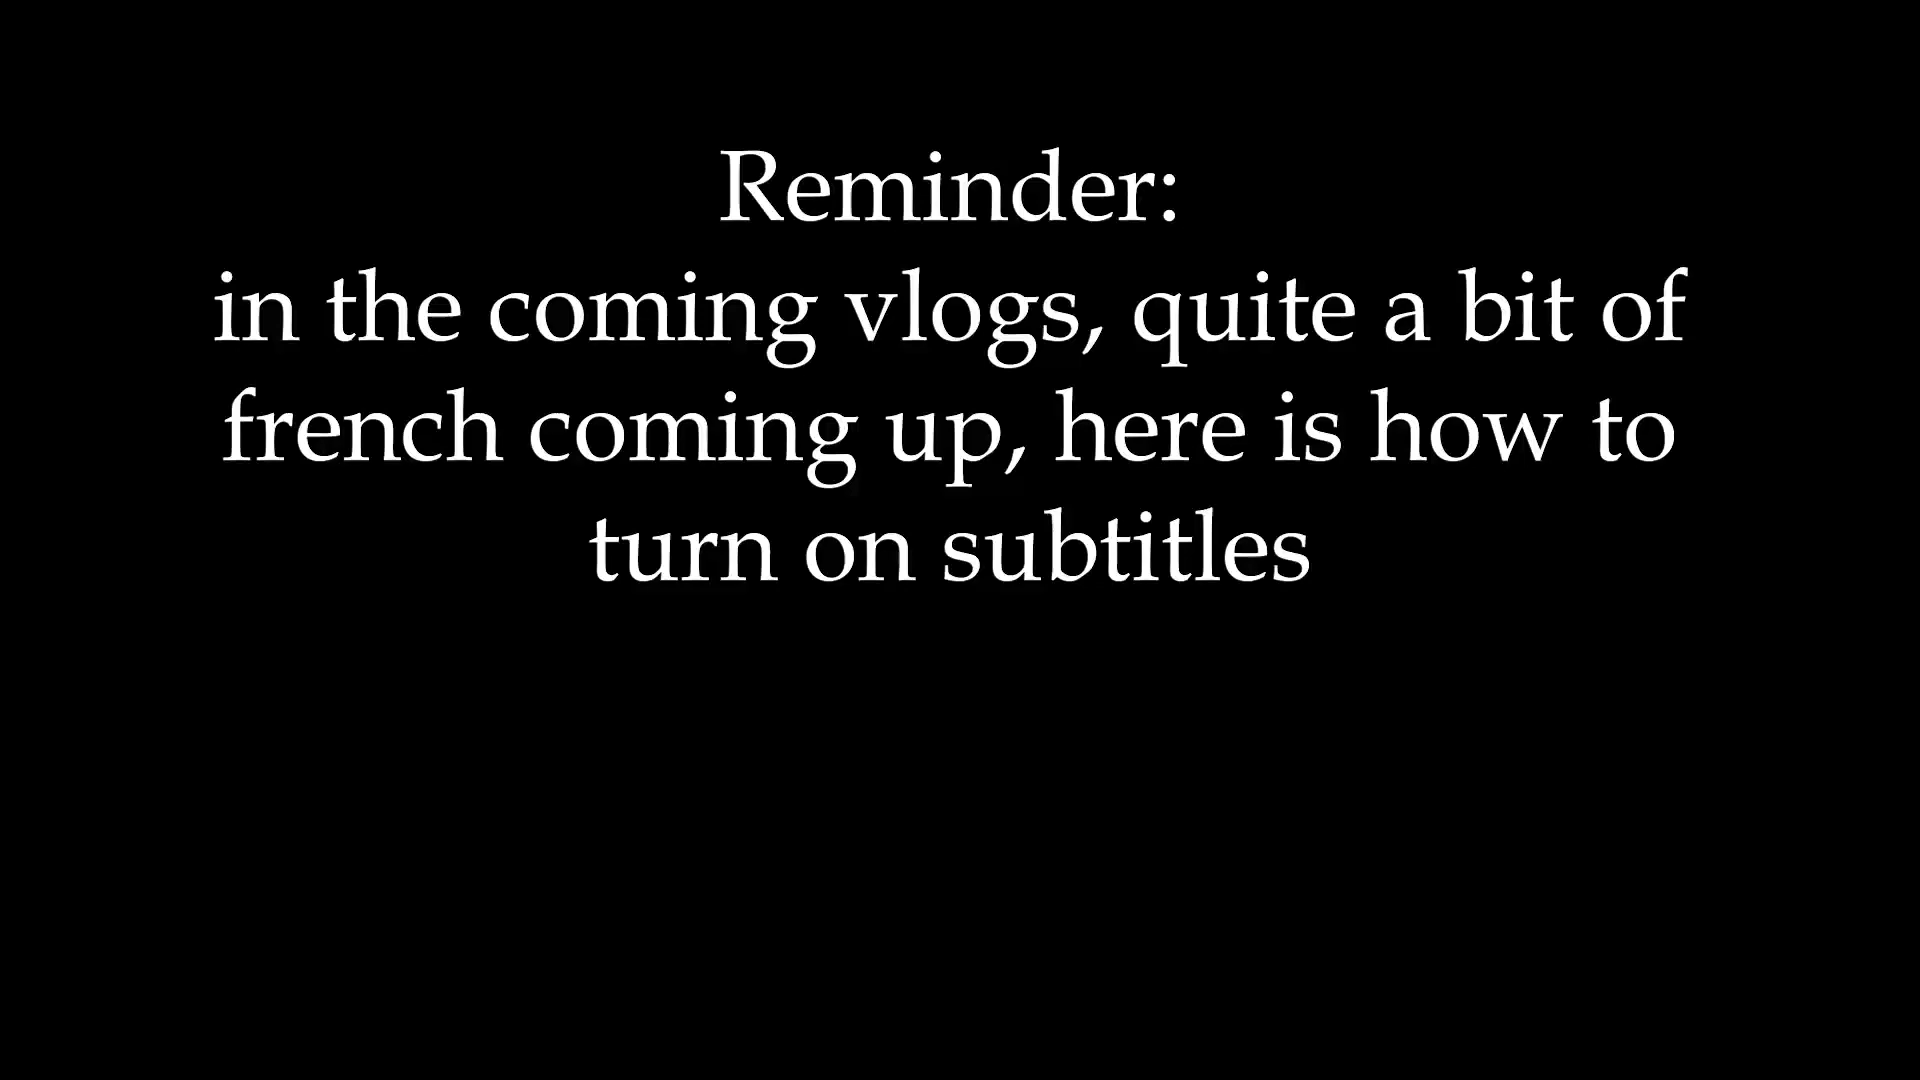 Reminder:
in the coming vlogs, quite a bit of
french coming up, here is how to
turn on subtitles